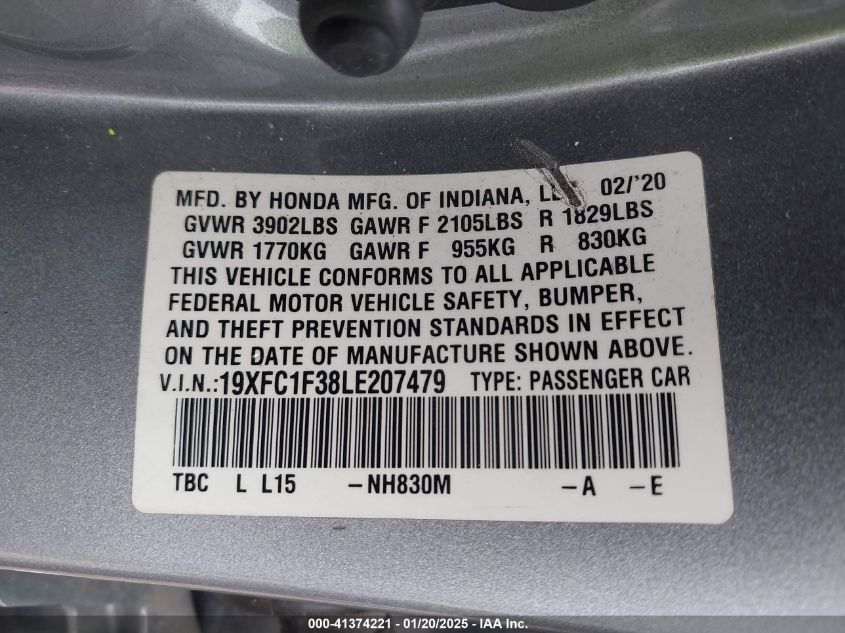 MFD. BY HONDA MFG. OF INDIANA, 02/'20
GVWR 3902LBS GAWR F 2105LBS R 1829LBS
GVWR 1770KG GAWR F 955KG R 830KG
THIS VEHICLE CONFORMS TO ALL APPLICABLE
FEDERAL MOTOR VEHICLE SAFETY, BUMPER,
AND THEFT PREVENTION STANDARDS IN EFFECT
ON THE DATE OF MANUFACTURE SHOWN ABOVE.
V.I.N.:19XFC1F38LE207479 TYPE: PASSENGER CAR
TBC L L15 -NH830M -A -E
000-41374221 - 01/20/2025 - IAA Inc.